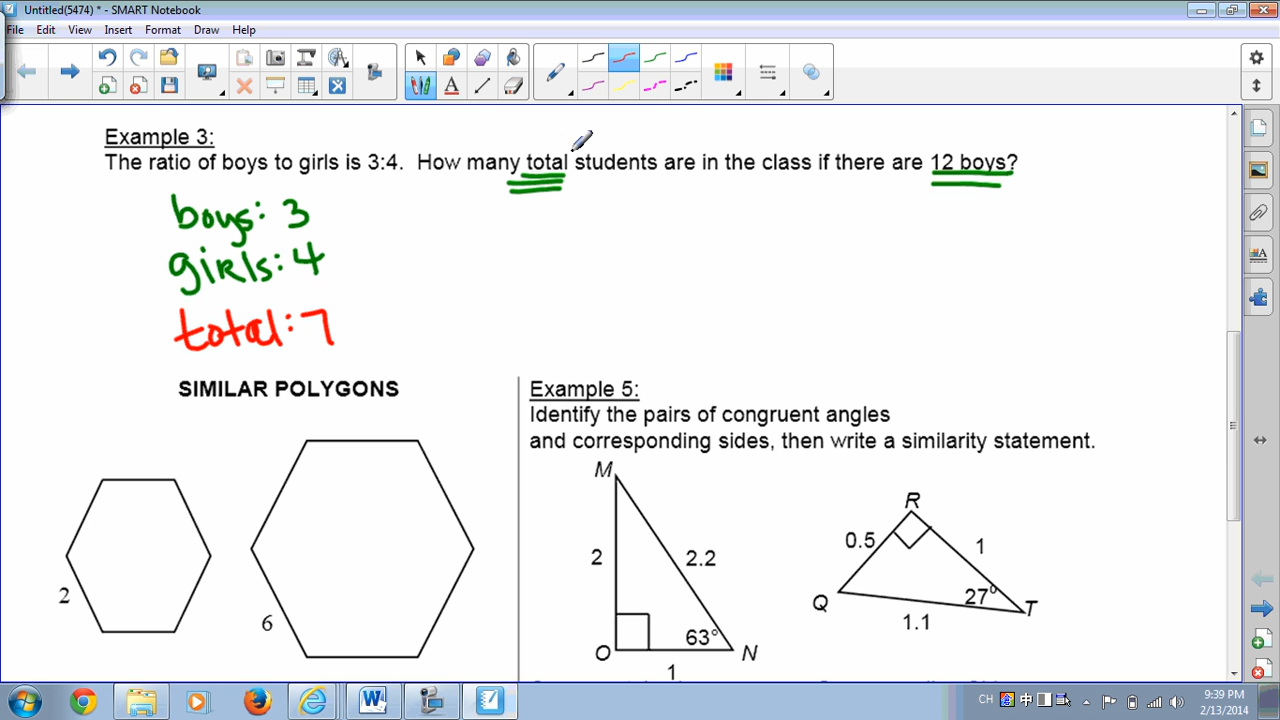 Untitled(5474) * - SMART Notebook
File Edit View Insert Format Draw Help
Example 3:
The ratio of boys to girls is 3:4. How many total students are in the class if there are 12 boys?
boys: 3
girls: 4
total: 7
SIMILAR POLYGONS
2
6
Example 5:
Identify the pairs of congruent angles
and corresponding sides, then write a similarity statement.
M
2
2.2
63°
O
N
1
R
0.5
1
27°
Q
T
1.1
CH
中
9:39 PM
2/13/2014